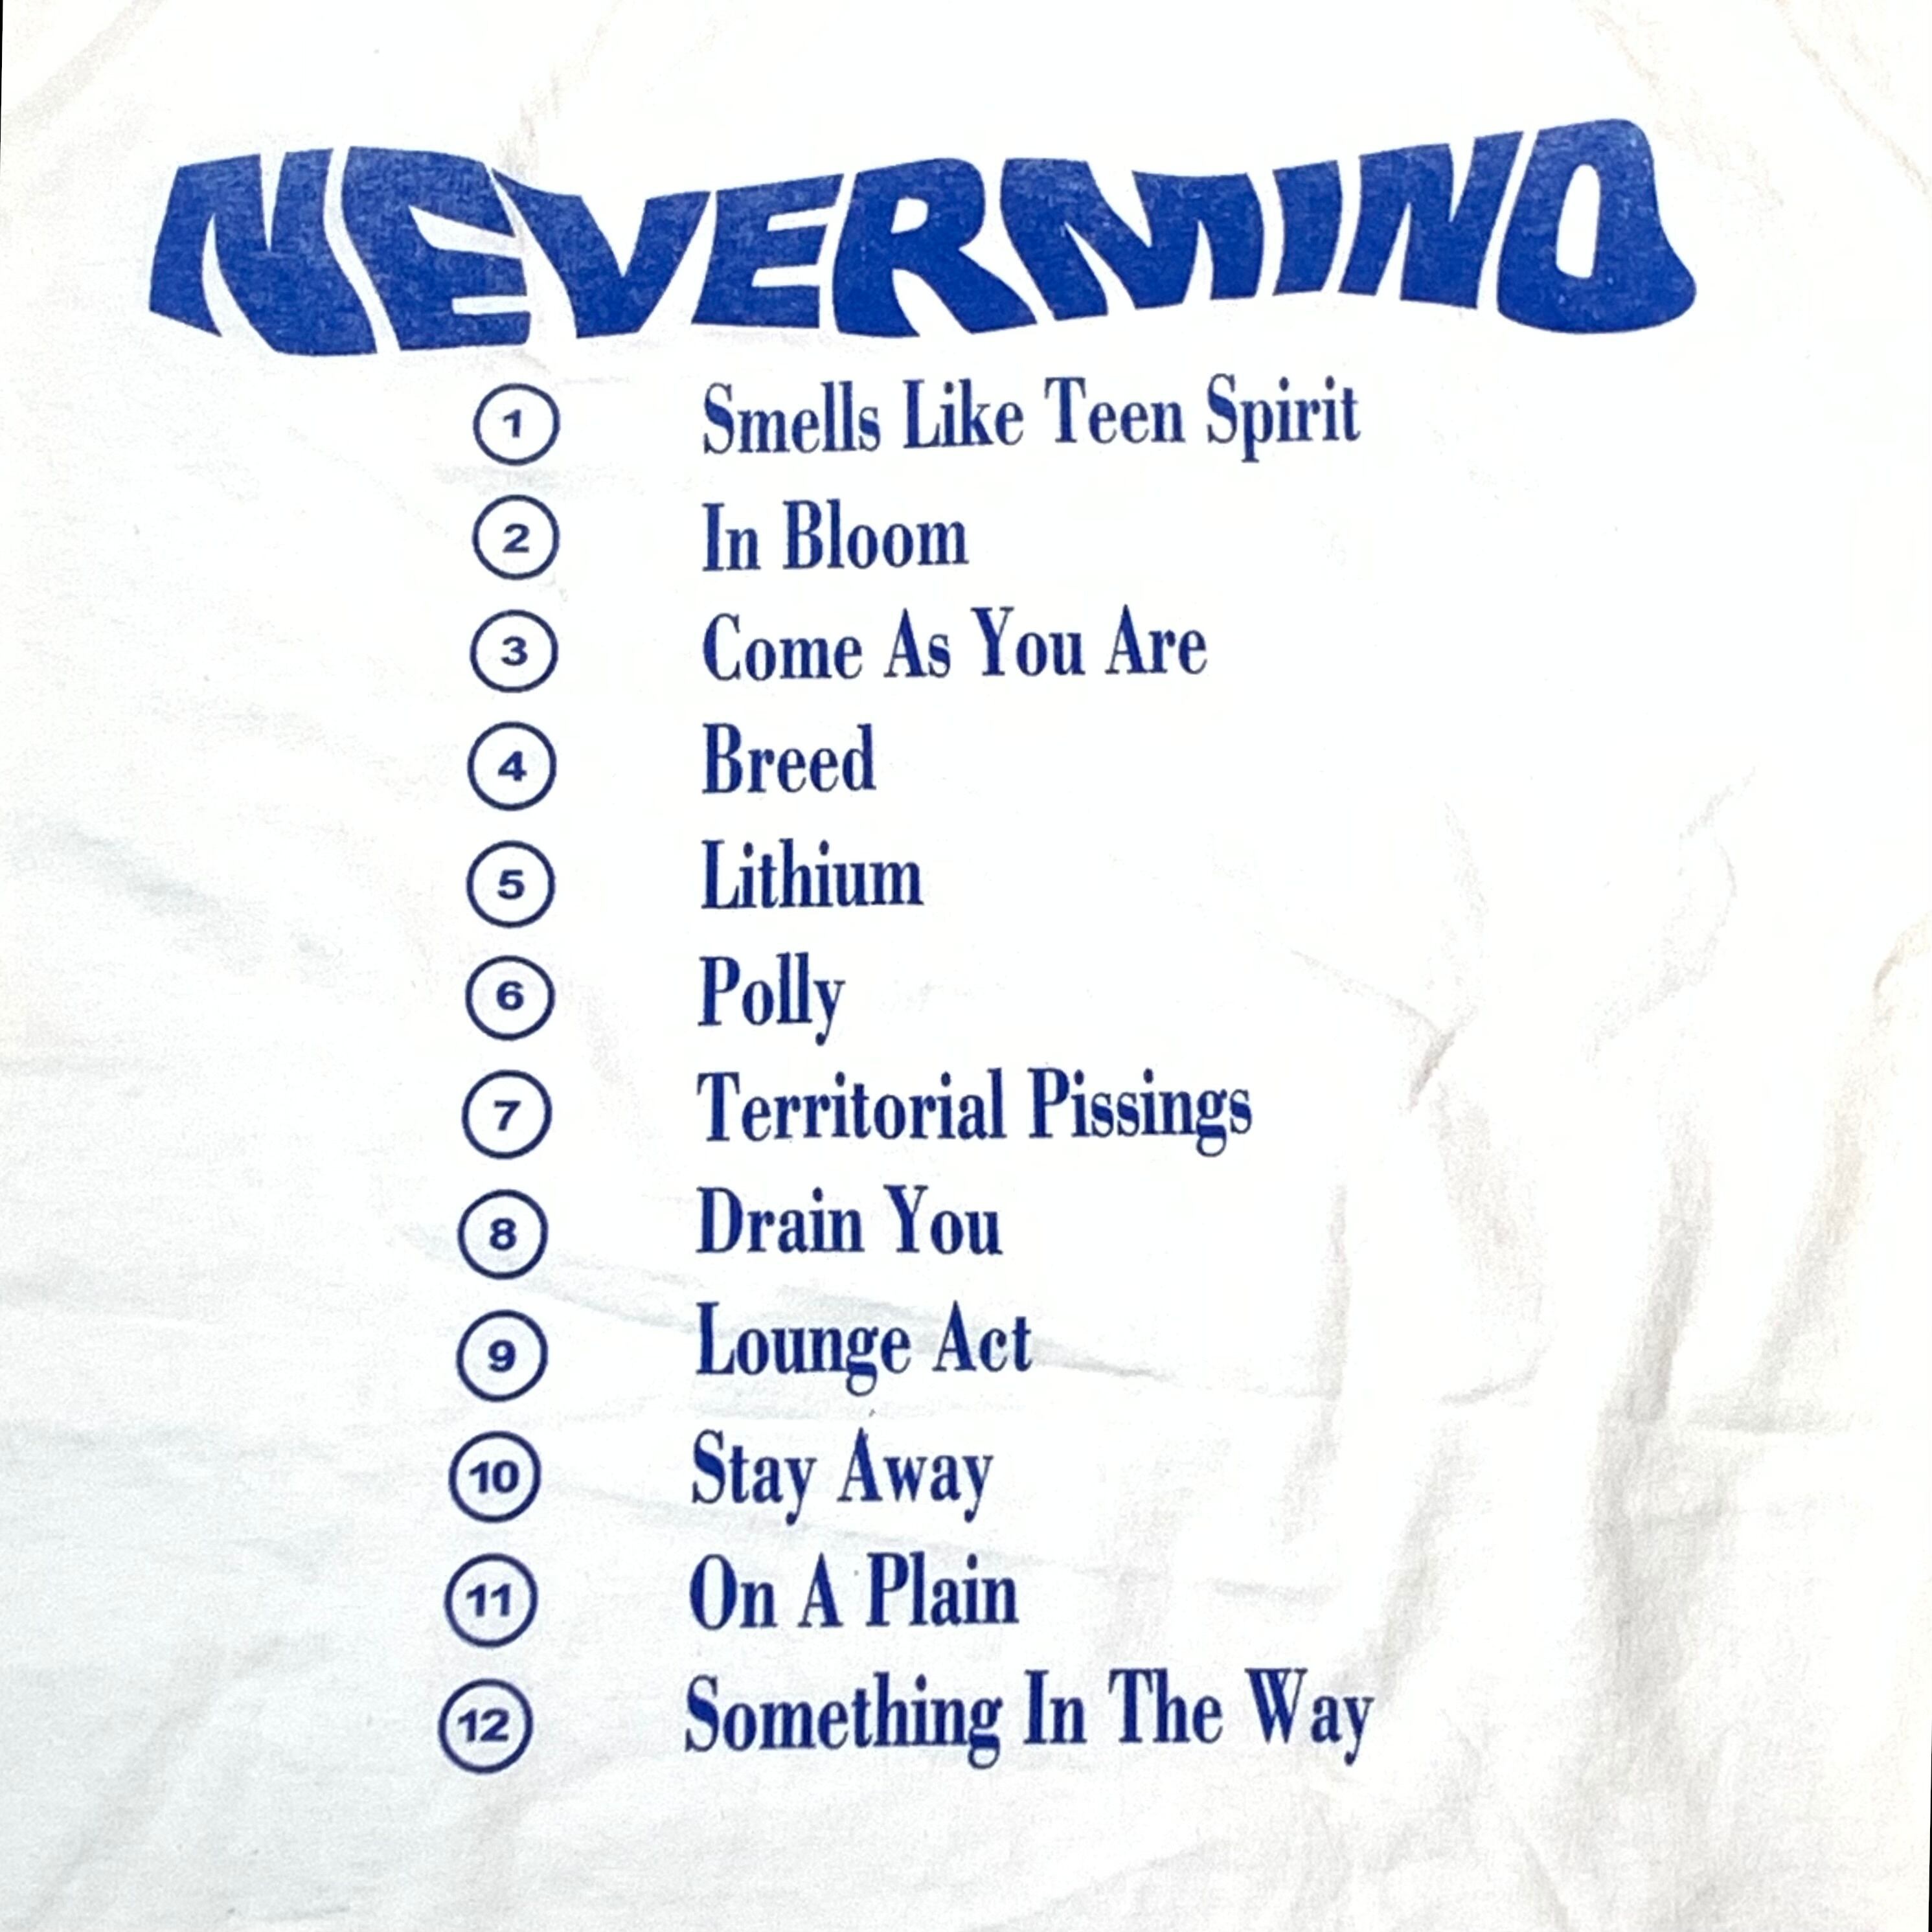 NEVERMIND
1 Smells Like Teen Spirit
2 In Bloom
3 Come As You Are
4 Breed
5 Lithium
6 Polly
7 Territorial Pissings
8 Drain You
9 Lounge Act
10 Stay Away
11 On A Plain
12 Something In The Way